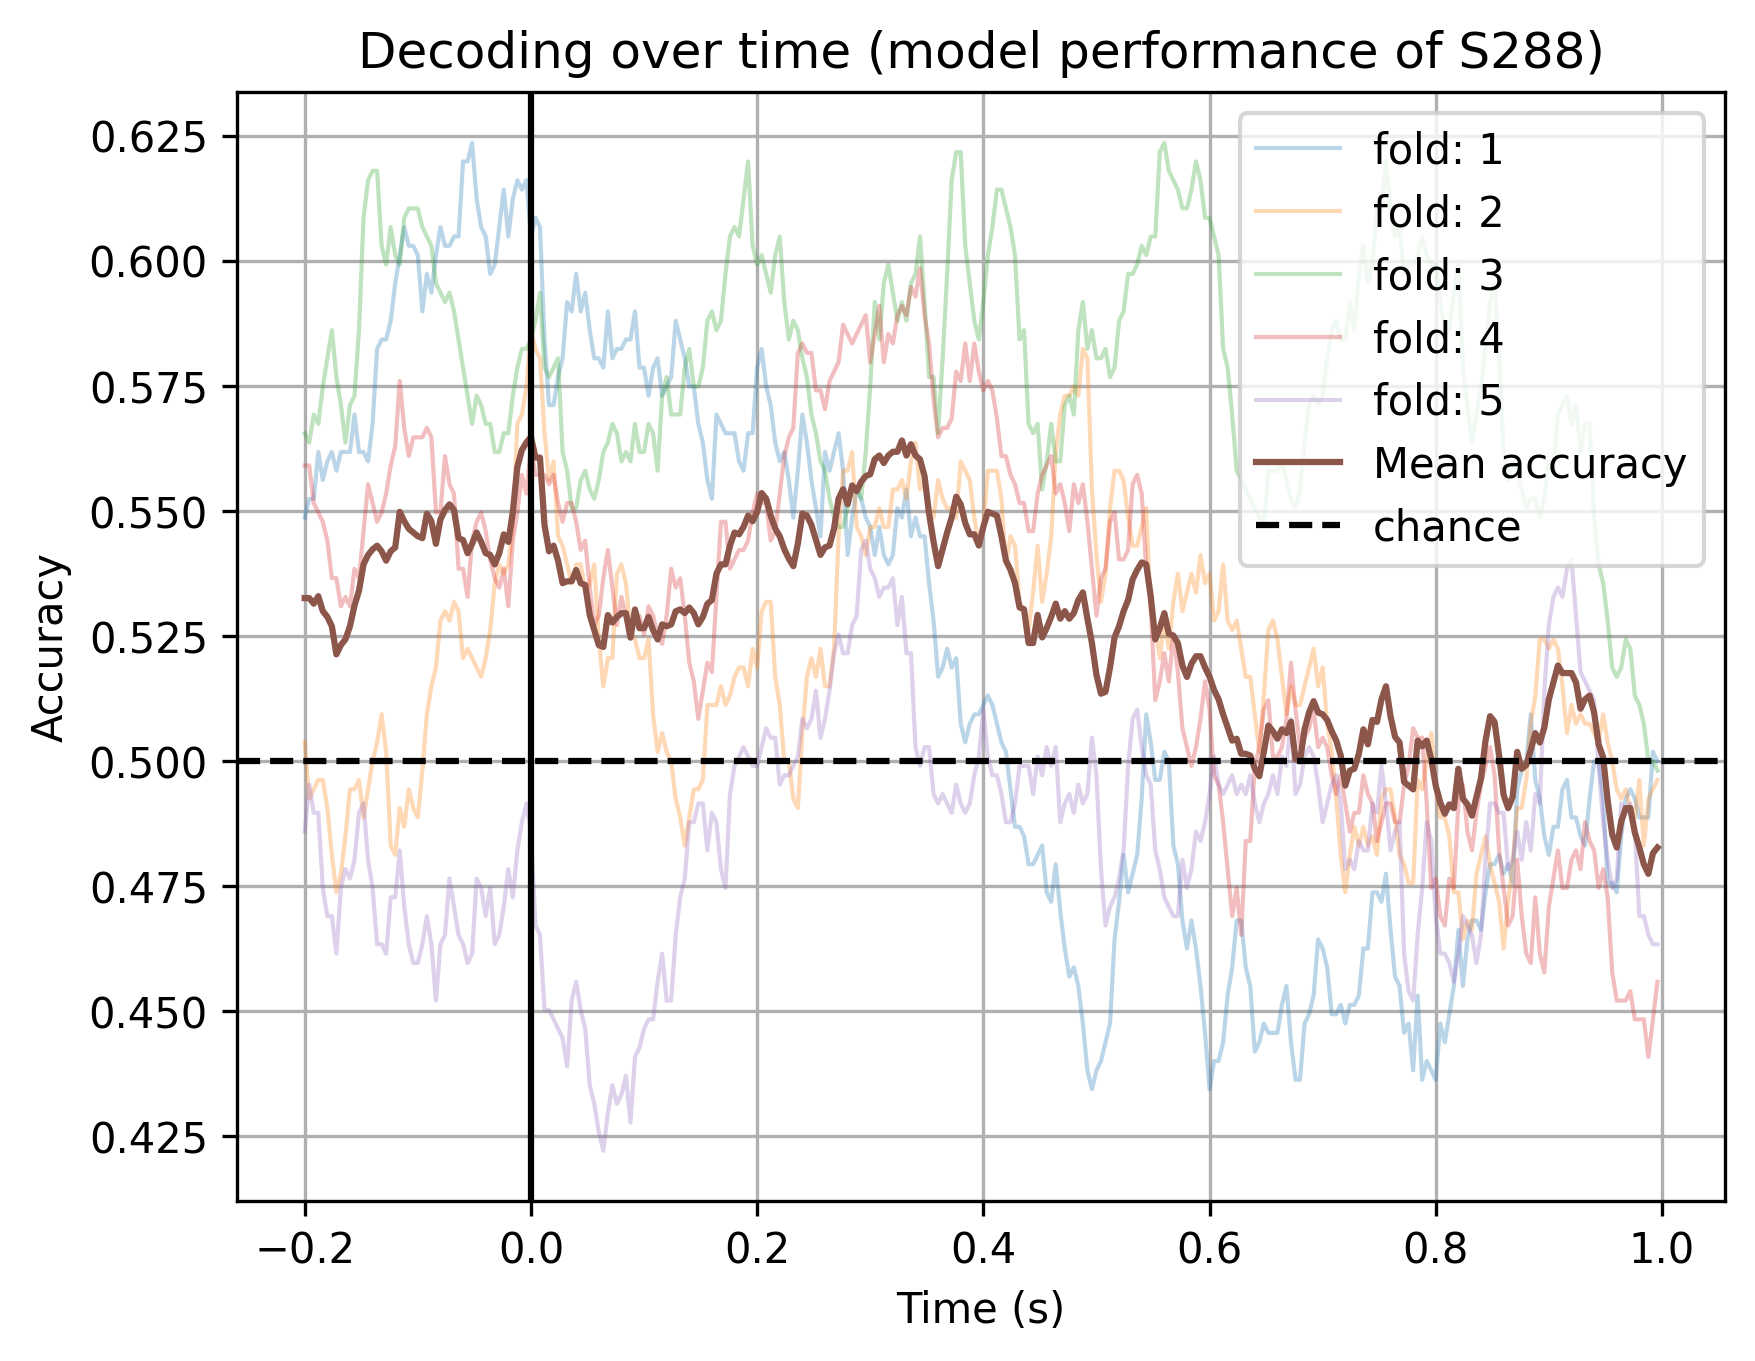 Decoding over time (model performance of S288)
Accuracy
0.625
0.600
0.575
0.550
0.525
0.500
0.475
0.450
0.425
fold: 1
fold: 2
fold: 3
fold: 4
fold: 5
Mean accuracy
chance
−0.2 0.0 0.2 0.4 0.6 0.8 1.0
Time (s)